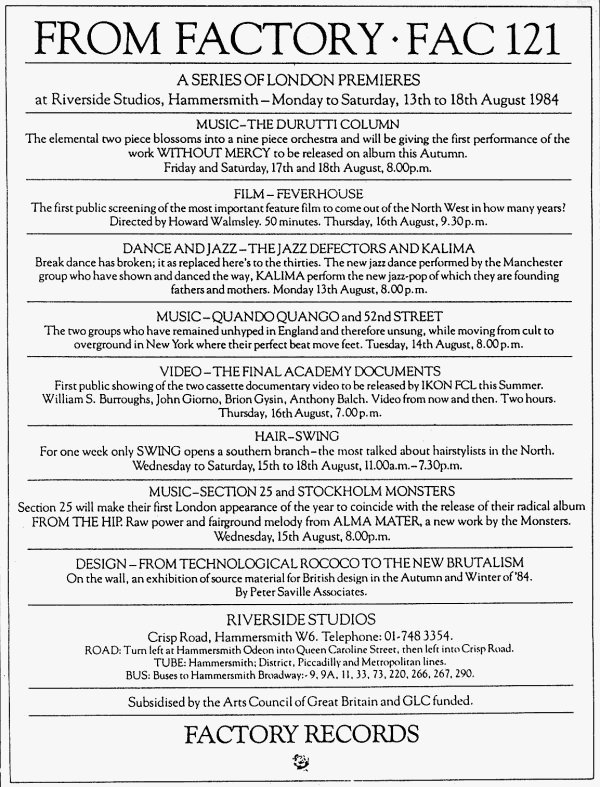 FROM FACTORY · FAC 121
A SERIES OF LONDON PREMIERES
at Riverside Studios, Hammersmith – Monday to Saturday, 13th to 18th August 1984
MUSIC–THE DURUTTI COLUMN
The elemental two piece blossoms into a nine piece orchestra and will be giving the first performance of the
work WITHOUT MERCY to be released on album this Autumn.
Friday and Saturday, 17th and 18th August, 8.00p.m.
FILM – FEVERHOUSE
The first public screening of the most important feature film to come out of the North West in how many years?
Directed by Howard Walmsley. 50 minutes. Thursday, 16th August, 9.30p.m.
DANCE AND JAZZ – THE JAZZ DEFECTORS AND KALIMA
Break dance has broken; it as replaced here's to the thirties. The new jazz dance performed by the Manchester
group who have shown and danced the way, KALIMA perform the new jazz-pop of which they are founding
fathers and mothers. Monday 13th August, 8.00p.m.
MUSIC – QUANDO QUANGO and 52nd STREET
The two groups who have remained unhyped in England and therefore unsung, while moving from cult to
overground in New York where their perfect beat move feet. Tuesday, 14th August, 8.00p.m.
VIDEO – THE FINAL ACADEMY DOCUMENTS
First public showing of the two cassette documentary video to be released by IKON FCL this Summer.
William S. Burroughs, John Giorno, Brion Gysin, Anthony Balch. Video from now and then. Two hours.
Thursday, 16th August, 7.00p.m.
HAIR–SWING
For one week only SWING opens a southern branch – the most talked about hairstylists in the North.
Wednesday to Saturday, 15th to 18th August, 11.00a.m.–7.30p.m.
MUSIC–SECTION 25 and STOCKHOLM MONSTERS
Section 25 will make their first London appearance of the year to coincide with the release of their radical album
FROM THE HIP. Raw power and fairground melody from ALMA MATER, a new work by the Monsters.
Wednesday, 15th August, 8.00p.m.
DESIGN – FROM TECHNOLOGICAL ROCOCO TO THE NEW BRUTALISM
On the wall, an exhibition of source material for British design in the Autumn and Winter of '84.
By Peter Saville Associates.
RIVERSIDE STUDIOS
Crisp Road, Hammersmith W6. Telephone: 01-748 3354.
ROAD: Turn left at Hammersmith Odeon into Queen Caroline Street, then left into Crisp Road.
TUBE: Hammersmith; District, Piccadilly and Metropolitan lines.
BUS: Buses to Hammersmith Broadway:- 9, 9A, 11, 33, 73, 220, 266, 267, 290.
Subsidised by the Arts Council of Great Britain and GLC funded.
FACTORY RECORDS